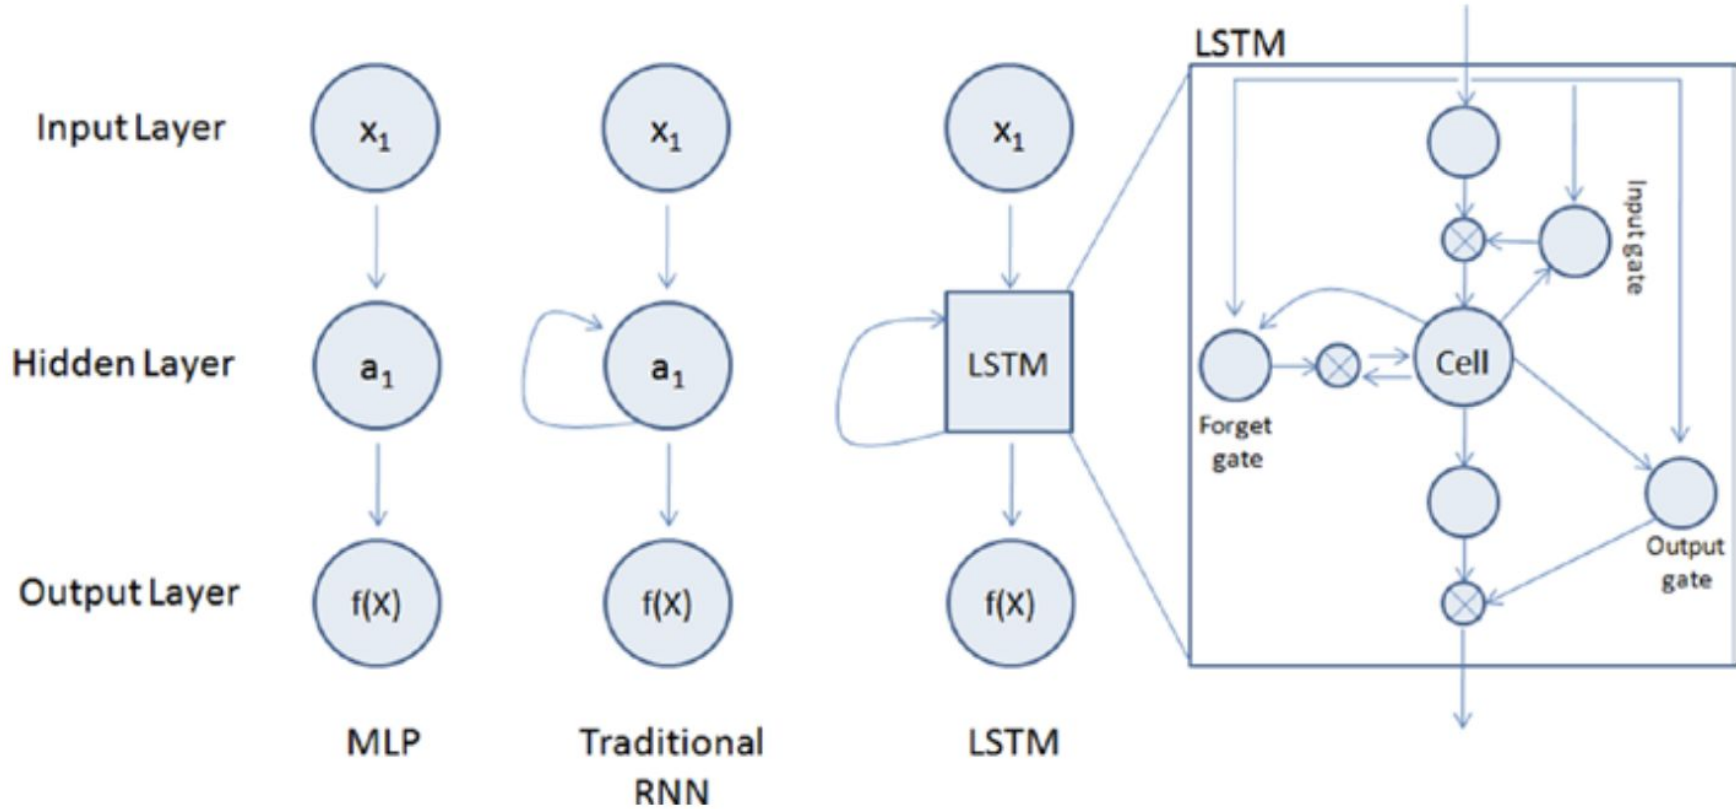 LSTM
Input Layer
x₁
x₁
x₁
Input gate
Hidden Layer
a₁
a₁
LSTM
Cell
Forget
gate
Output Layer
f(X)
f(X)
f(X)
Output
gate
MLP
Traditional
RNN
LSTM